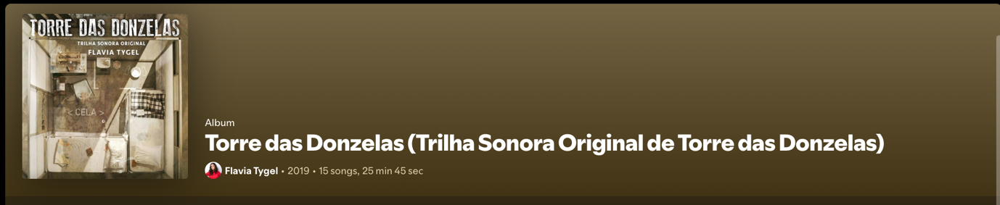 TORRE DAS DONZELAS
TRILHA SONORA ORIGINAL
FLAVIA TYGEL
< CELA >
Album
Torre das Donzelas (Trilha Sonora Original de Torre das Donzelas)
Flavia Tygel • 2019 • 15 songs, 25 min 45 sec